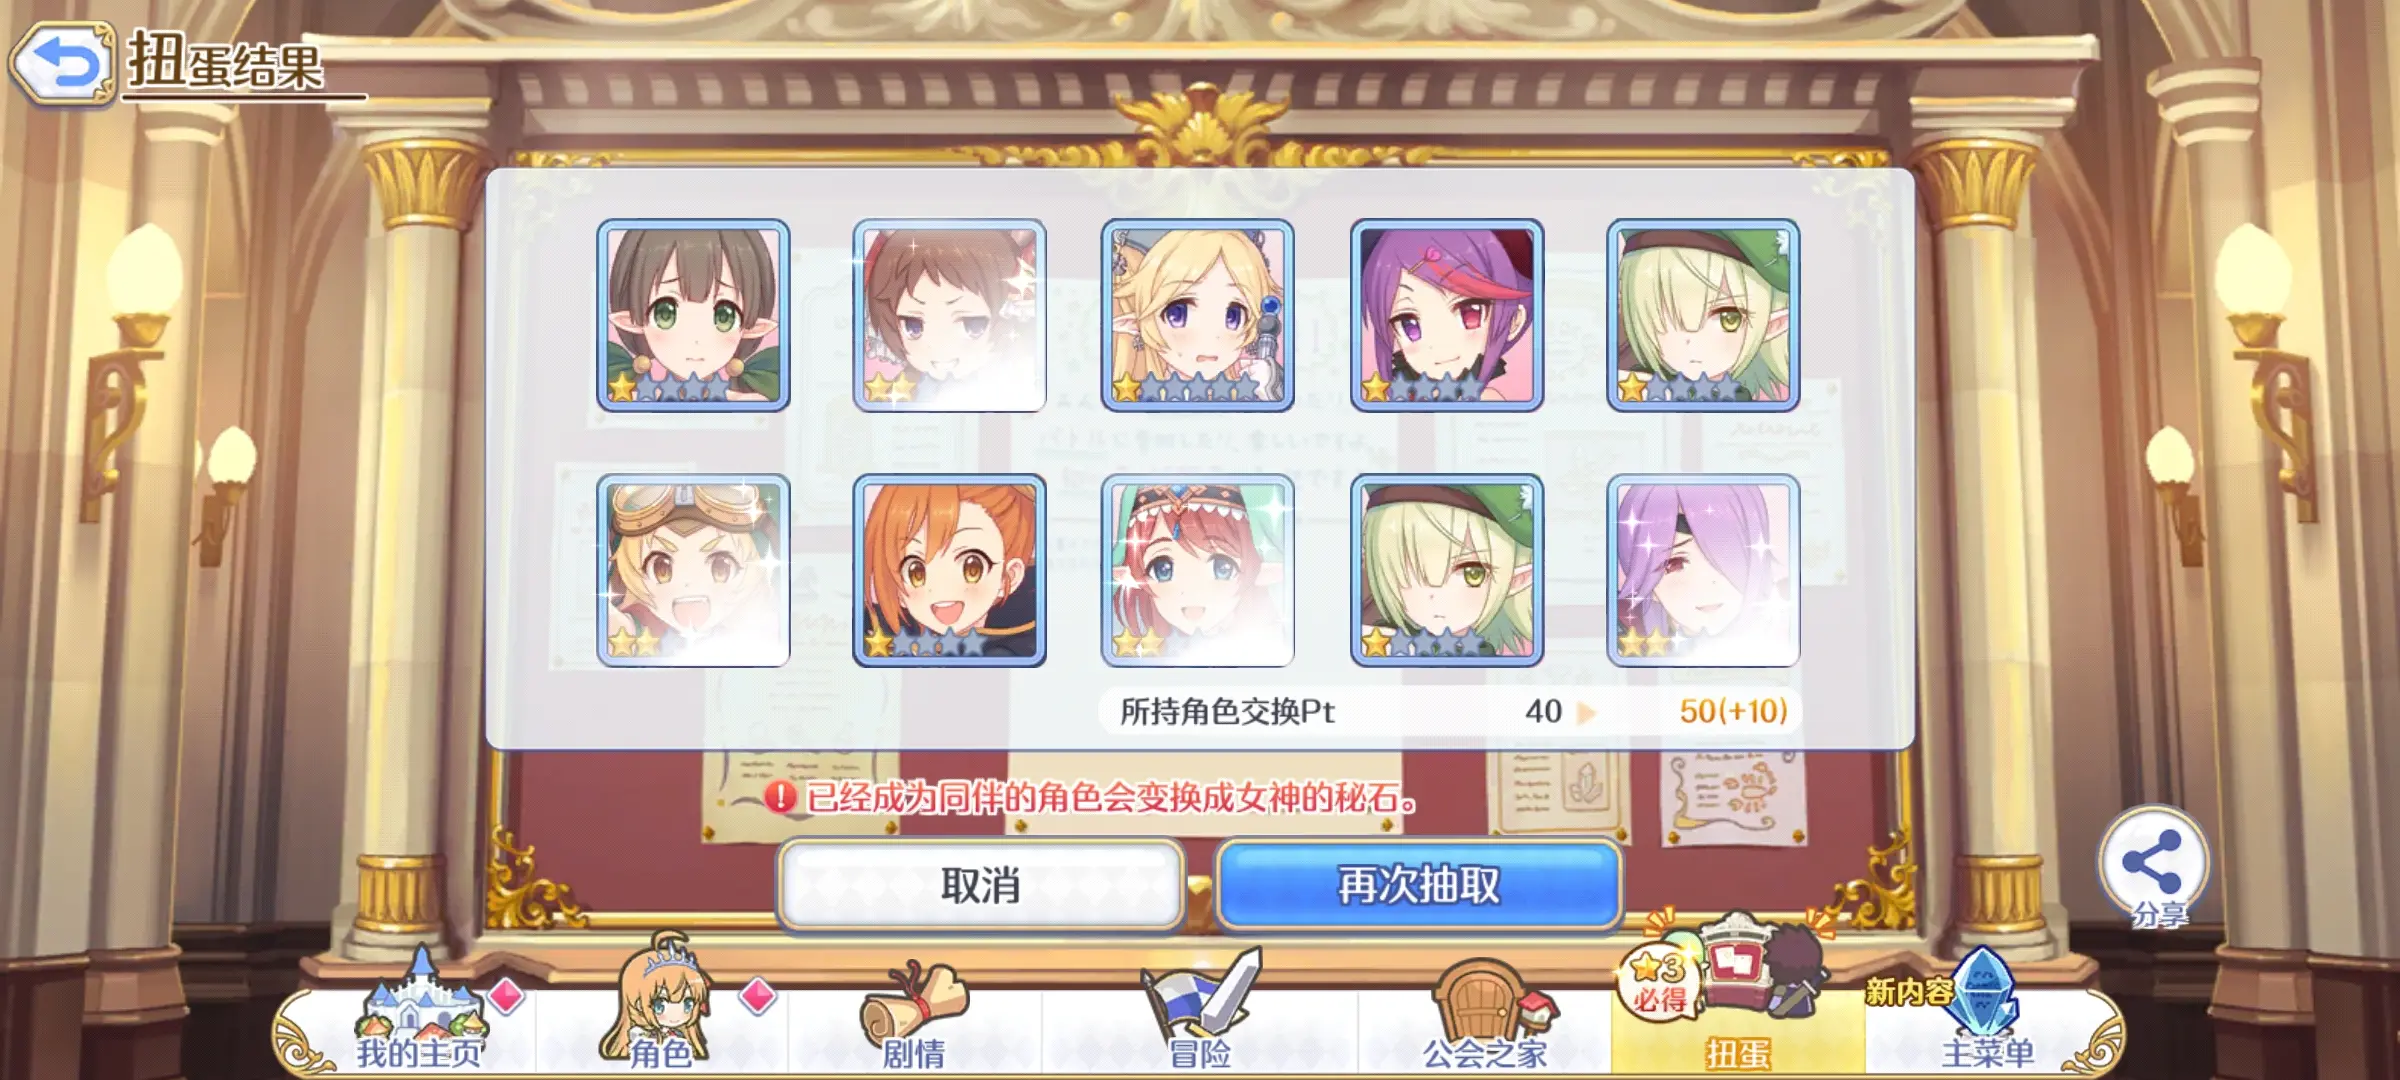 扭蛋结果
所持角色交换Pt 40 50(+10)
已经成为同伴的角色会变换成女神的秘石。
取消
再次抽取
分享
3
必得
新内容
我的主页
角色
剧情
冒险
公会之家
扭蛋
主菜单